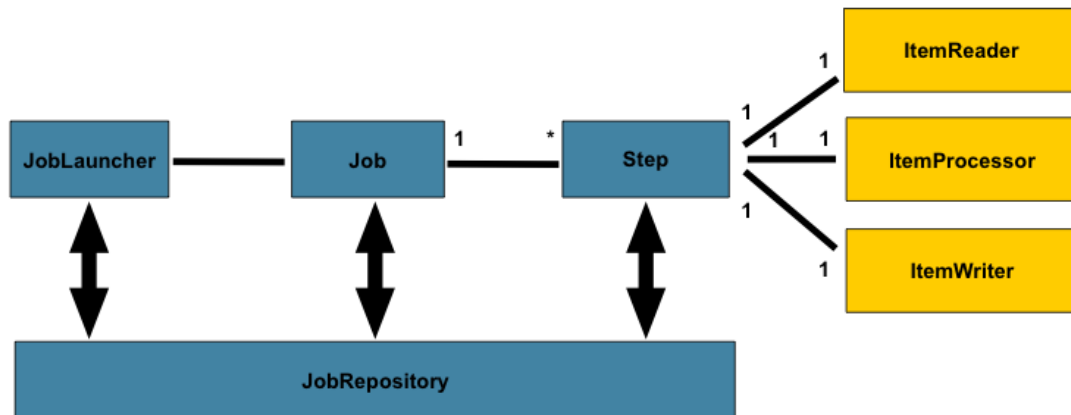 ItemReader
1
1
JobLauncher
Job
1
*
Step
1
1
ItemProcessor
1
1
ItemWriter
JobRepository